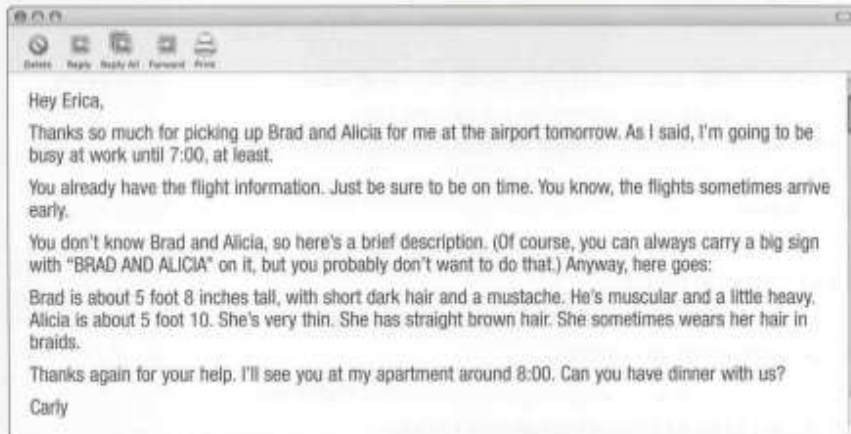 Delete Reply Reply All Forward Print
Hey Erica,
Thanks so much for picking up Brad and Alicia for me at the airport tomorrow. As I said, I'm going to be
busy at work until 7:00, at least.
You already have the flight information. Just be sure to be on time. You know, the flights sometimes arrive
early.
You don't know Brad and Alicia, so here's a brief description. (Of course, you can always carry a big sign
with "BRAD AND ALICIA" on it, but you probably don't want to do that.) Anyway, here goes:
Brad is about 5 foot 8 inches tall, with short dark hair and a mustache. He's muscular and a little heavy.
Alicia is about 5 foot 10. She's very thin. She has straight brown hair. She sometimes wears her hair in
braids.
Thanks again for your help. I'll see you at my apartment around 8:00. Can you have dinner with us?
Carly